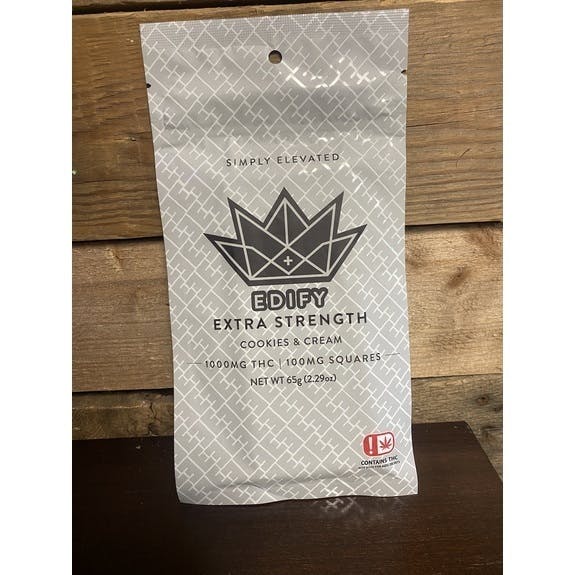 SIMPLY ELEVATED
EDIFY
EXTRA STRENGTH
COOKIES & CREAM
1000MG THC | 100MG SQUARES
NET WT 65g (2.29oz)
CONTAINS THC